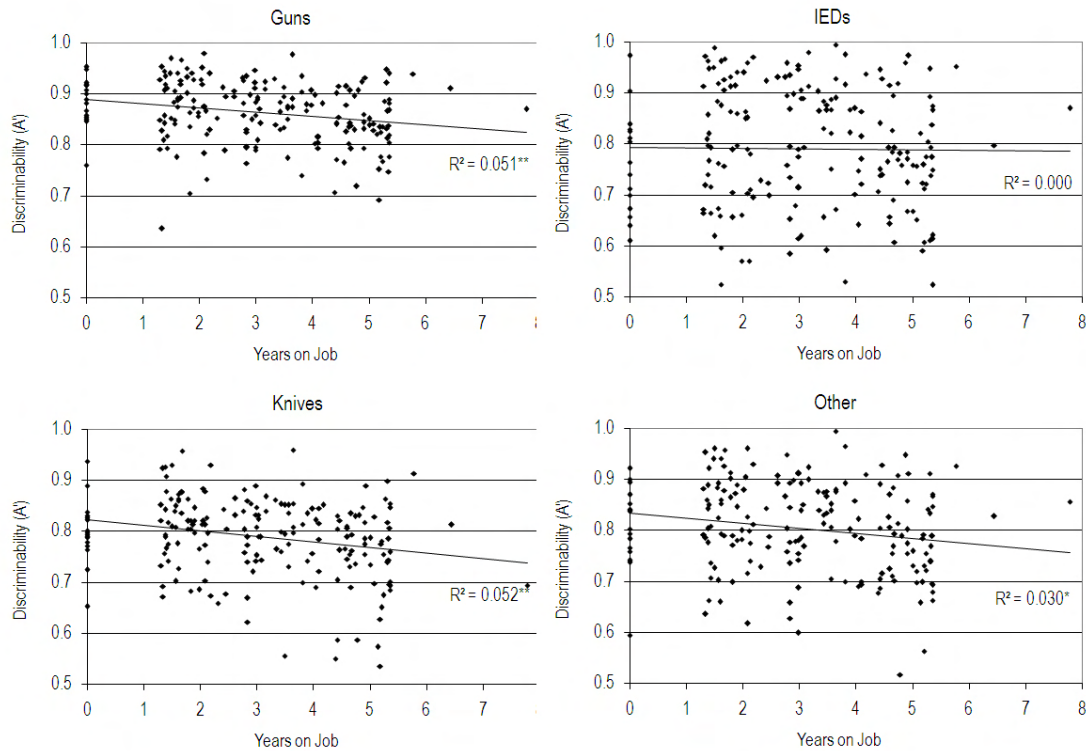 Guns
Discriminability (A')
1.0
0.9
0.8
0.7
0.6
0.5
R² = 0.051**
0 1 2 3 4 5 6 7
Years on Job
IEDs
Discriminability (A')
1.0
0.9
0.8
0.7
0.6
0.5
R² = 0.000
0 1 2 3 4 5 6 7 8
Years on Job
Knives
Discriminability (A')
1.0
0.9
0.8
0.7
0.6
0.5
R² = 0.052**
0 1 2 3 4 5 6 7
Years on Job
Other
Discriminability (A')
1.0
0.9
0.8
0.7
0.6
0.5
R² = 0.030*
0 1 2 3 4 5 6 7 8
Years on Job